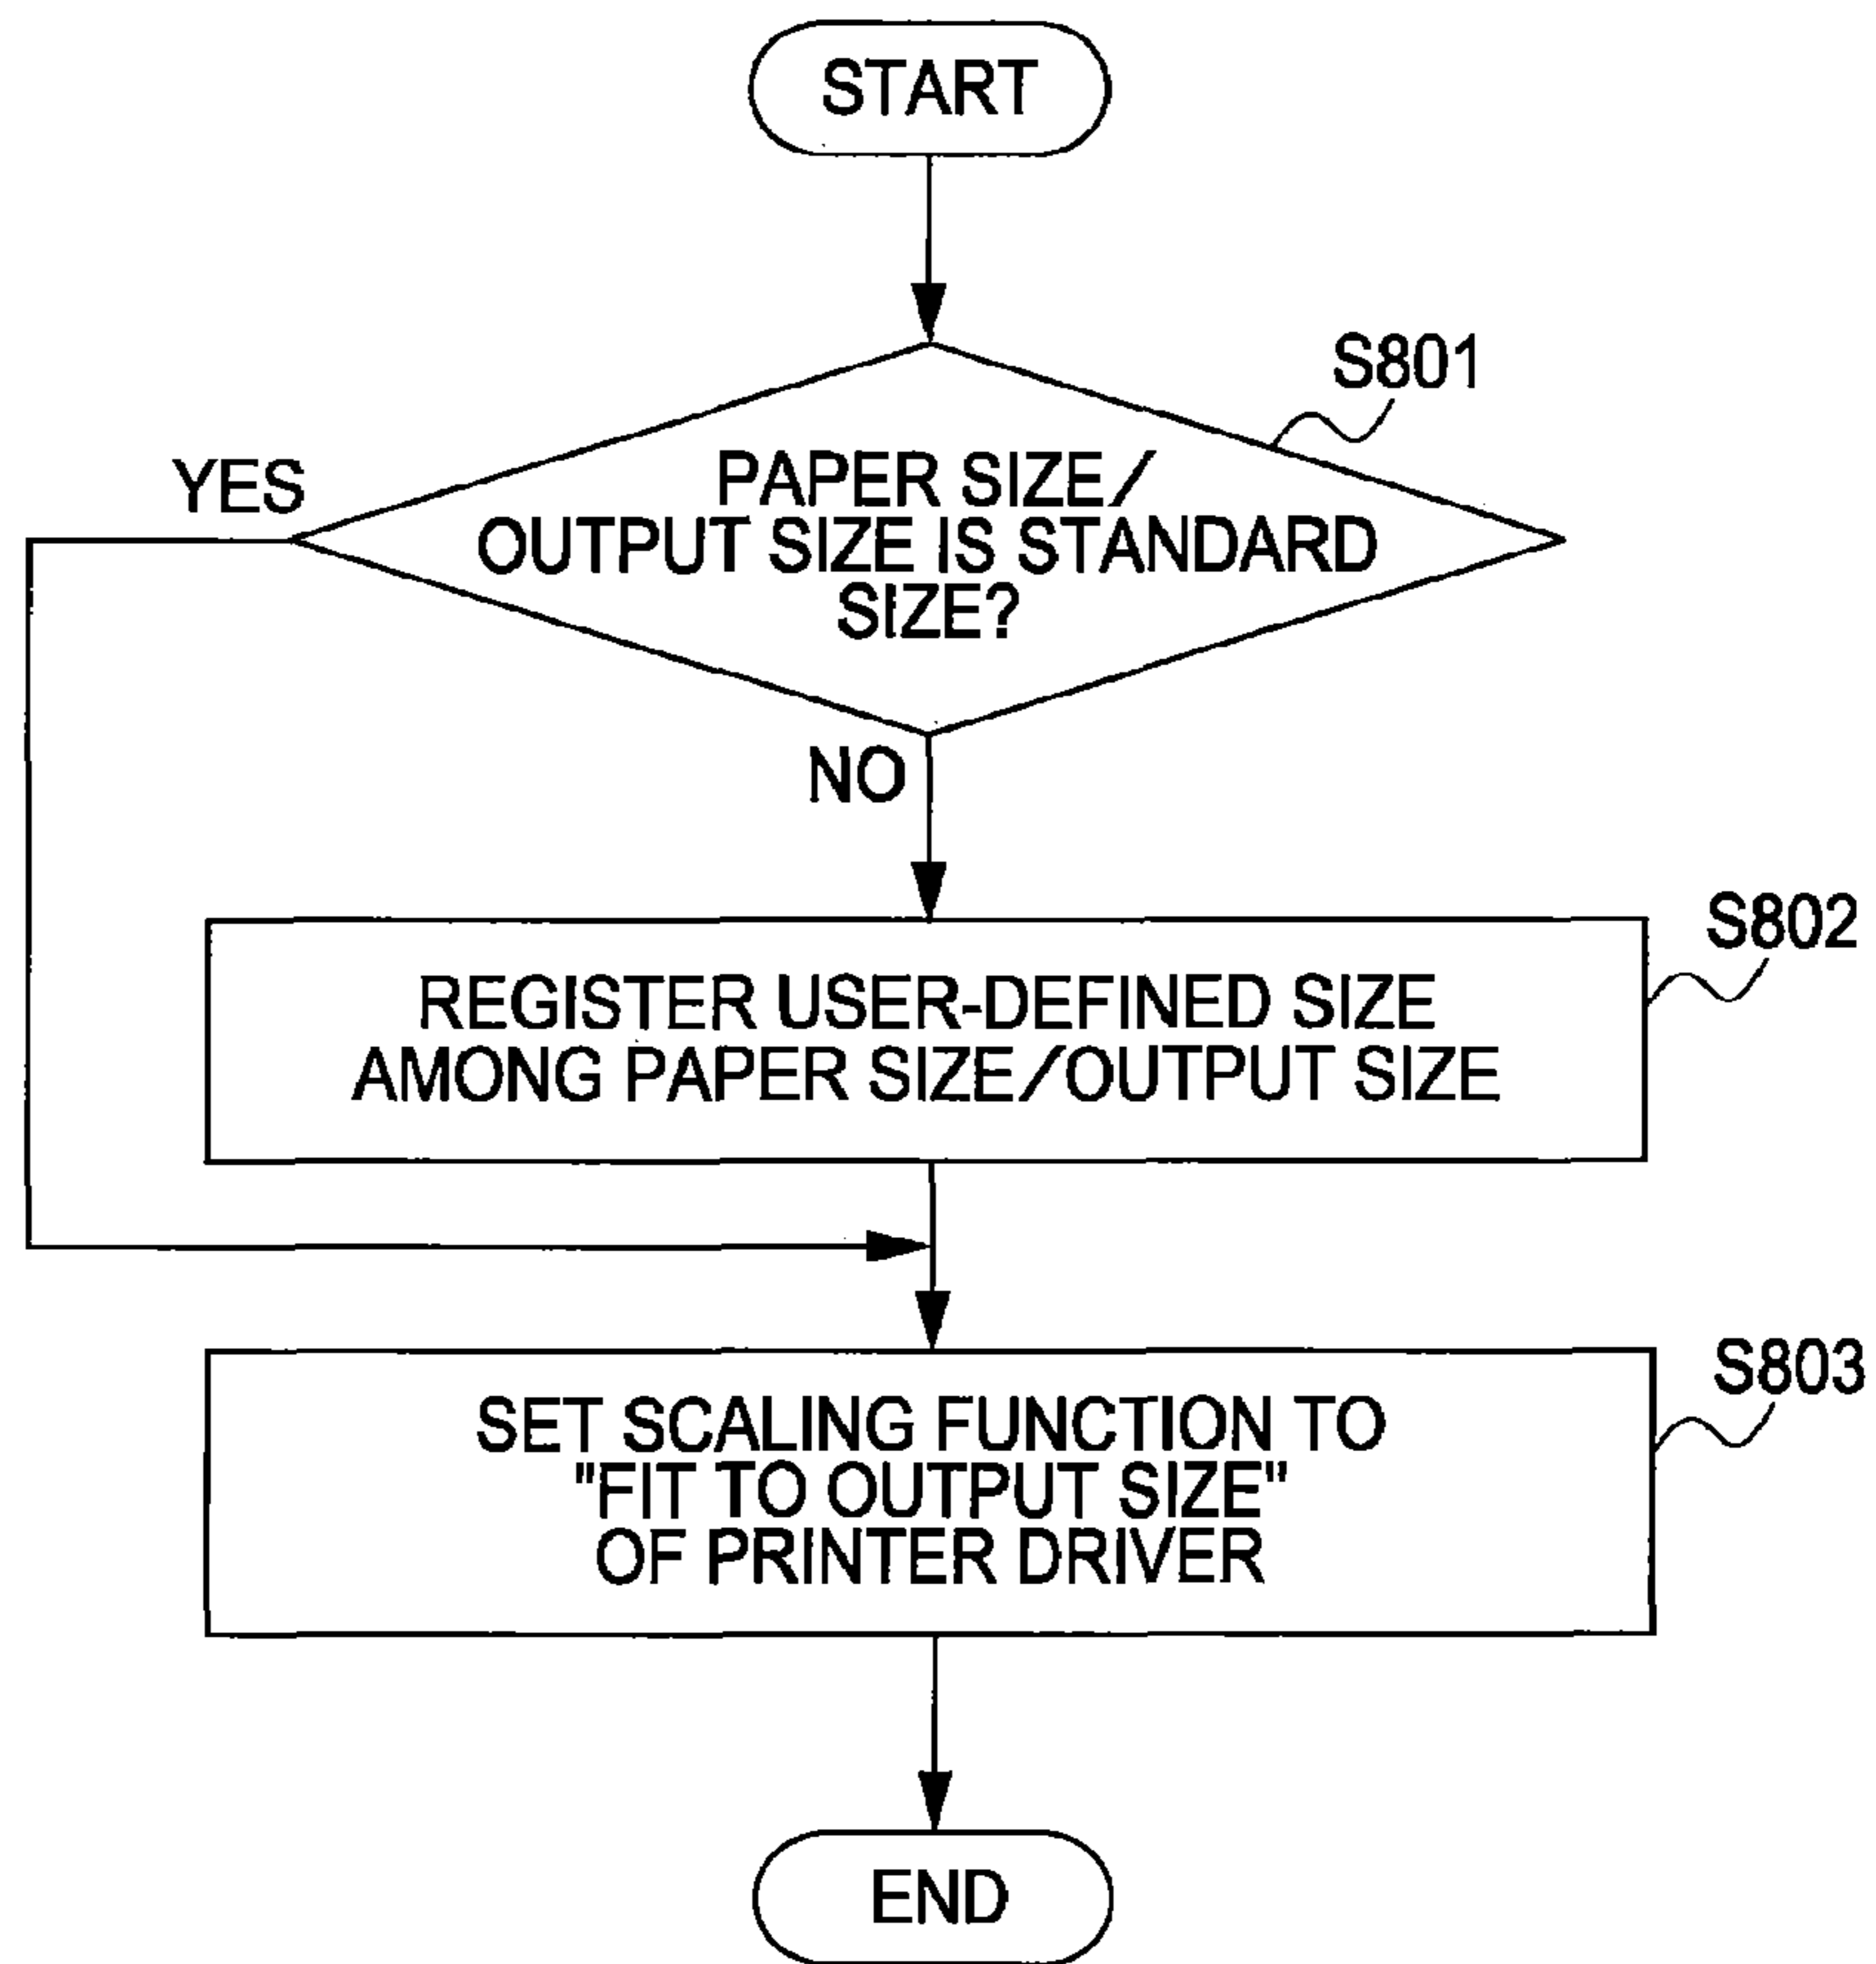 START
S801
PAPER SIZE/
OUTPUT SIZE IS STANDARD
SIZE?
YES
NO
S802
REGISTER USER-DEFINED SIZE
AMONG PAPER SIZE/OUTPUT SIZE
S803
SET SCALING FUNCTION TO
"FIT TO OUTPUT SIZE"
OF PRINTER DRIVER
END